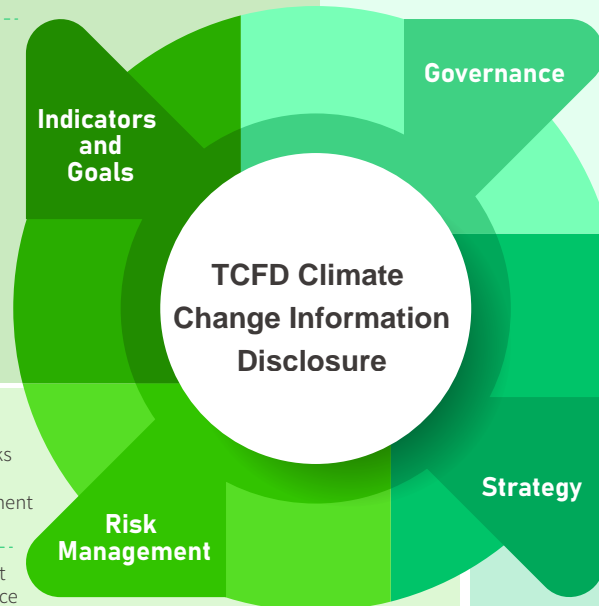 Governance
Indicators
and
Goals
TCFD Climate
Change Information
Disclosure
Strategy
Risk
Management